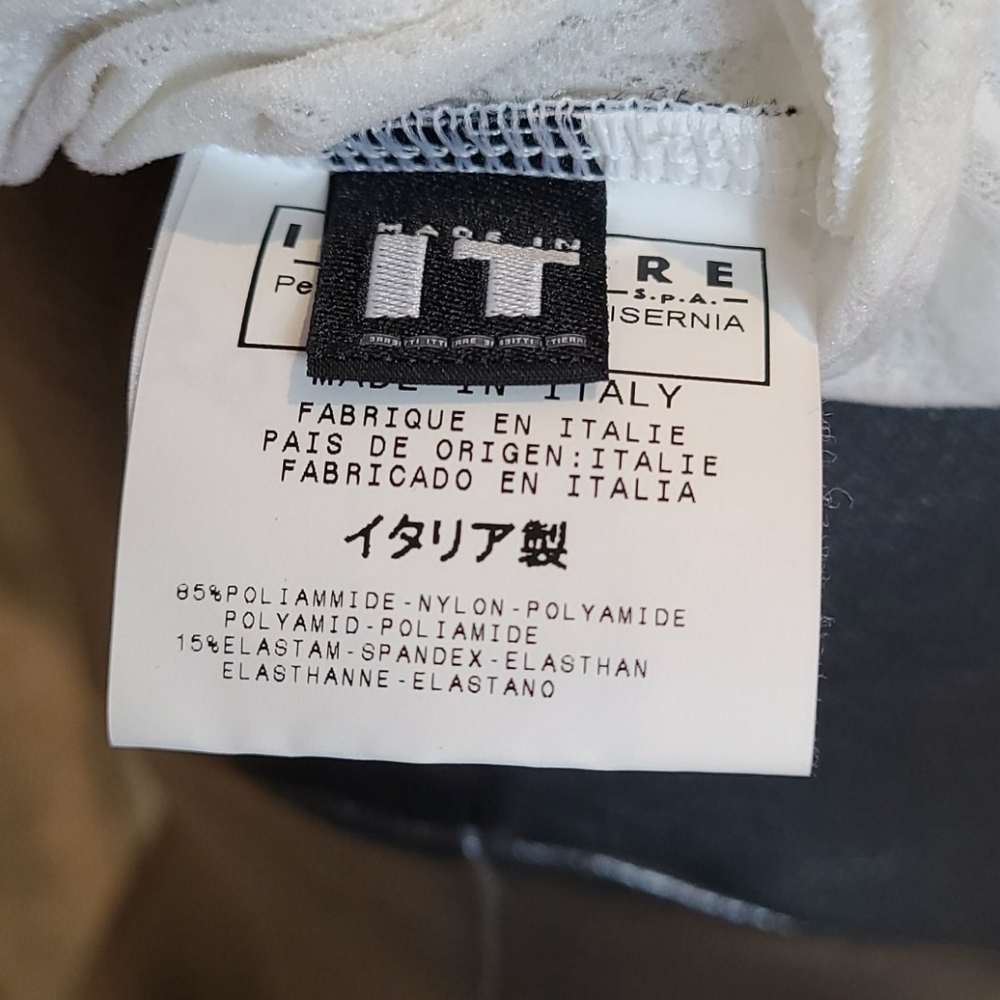 MADE IN
IT
I RE
S.p.A.
Pe ISERNIA
MADE IN ITALY
FABRIQUE EN ITALIE
PAIS DE ORIGEN:ITALIE
FABRICADO EN ITALIA
イタリア製
85%POLIAMMIDE-NYLON-POLYAMIDE
POLYAMID-POLIAMIDE
15%ELASTAM-SPANDEX-ELASTHAN
ELASTHANNE-ELASTANO